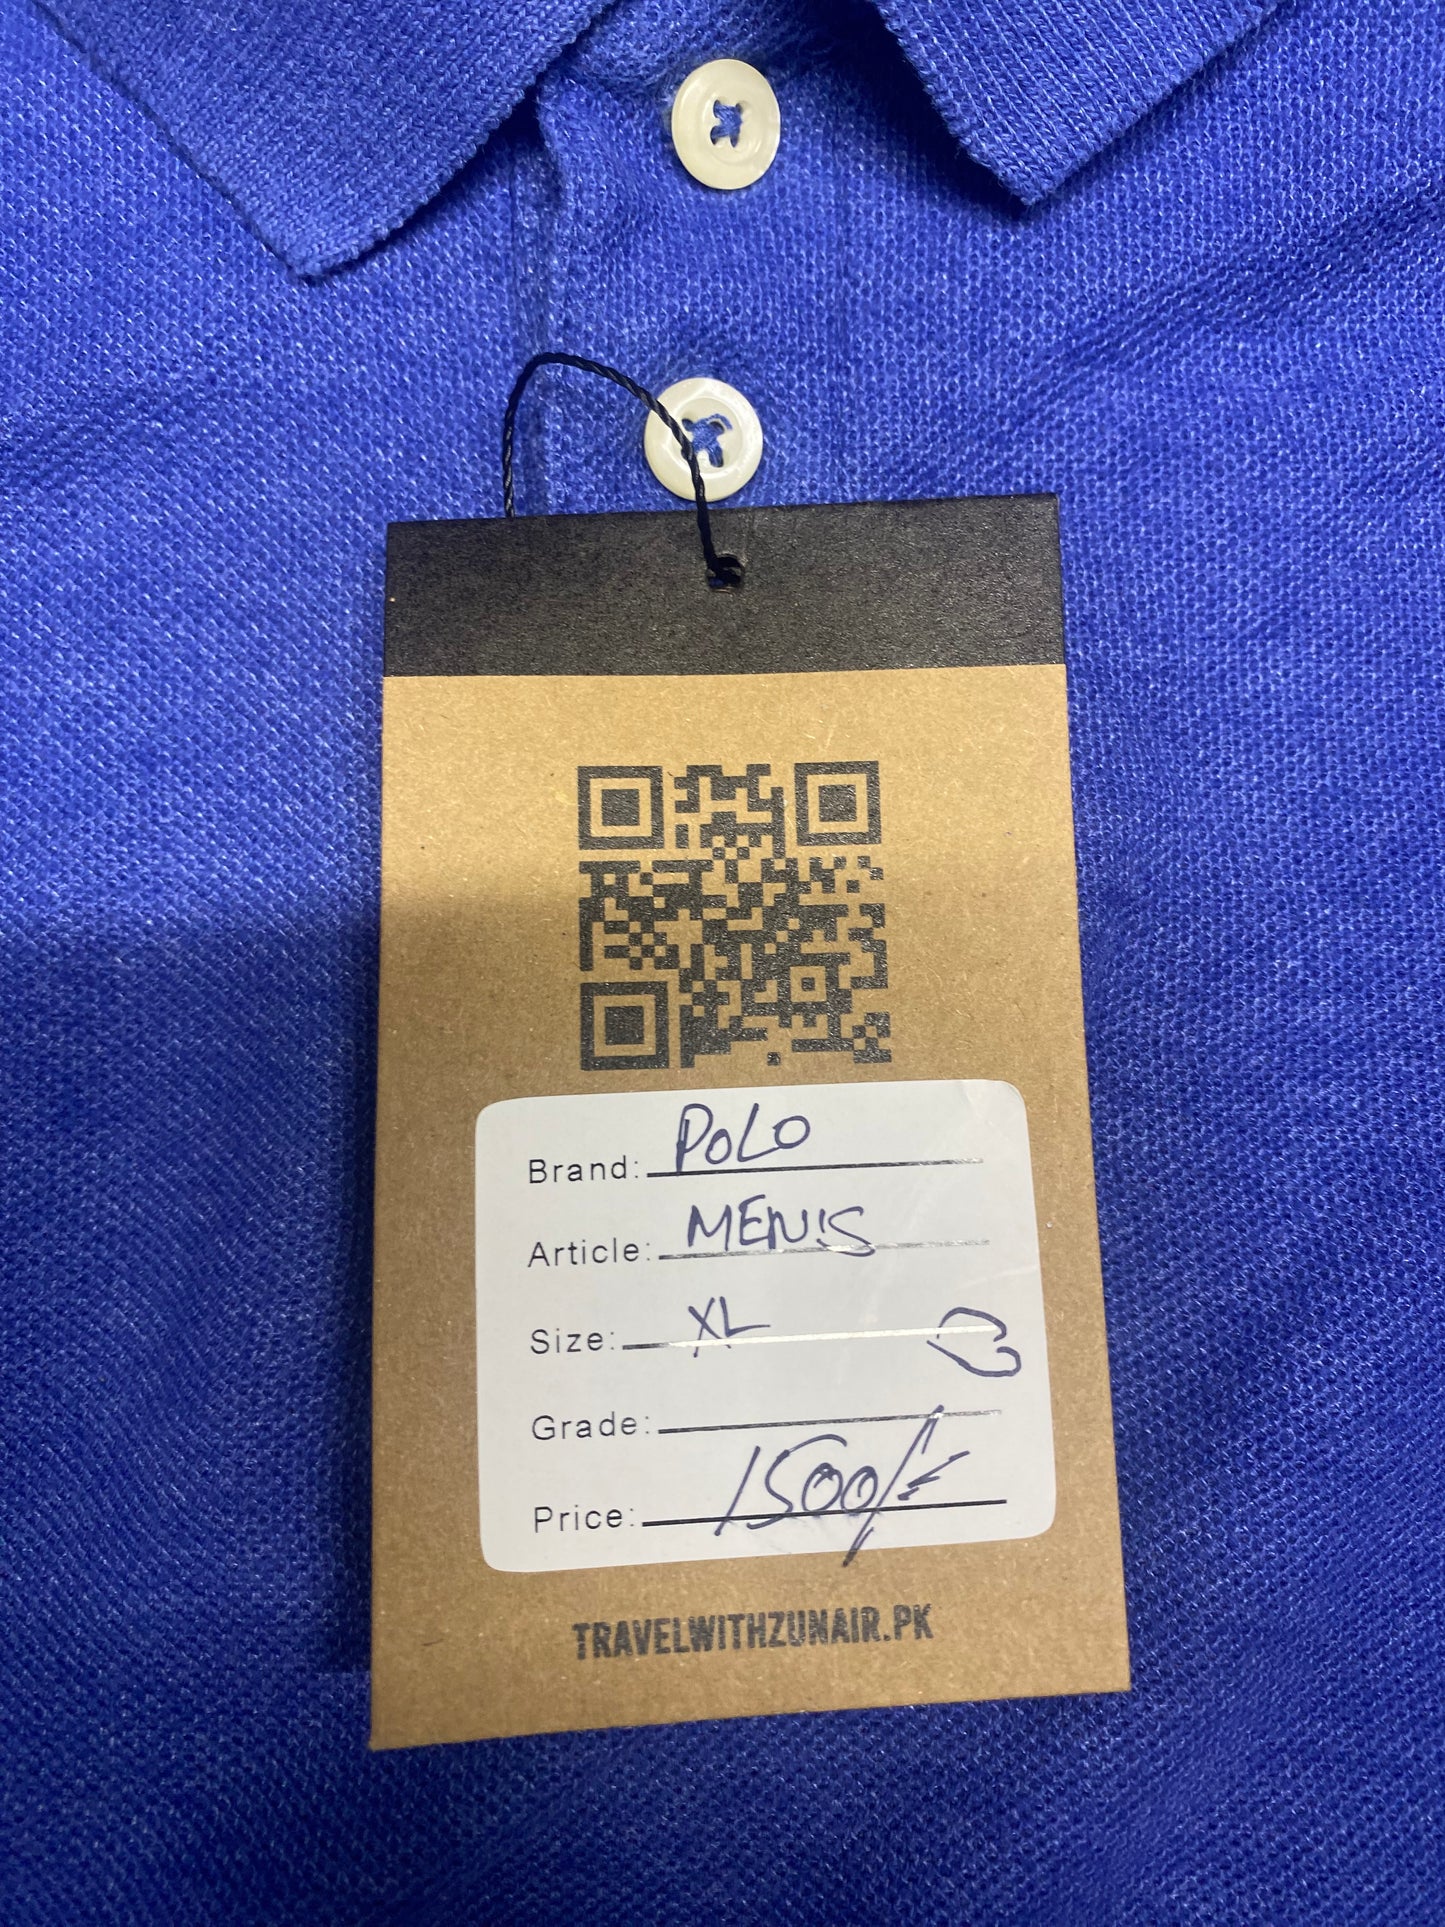 Brand: POLO
Article: MEN'S
Size: XL
Grade:
Price: 1500/=
TRAVELWITHZUNAIR.PK